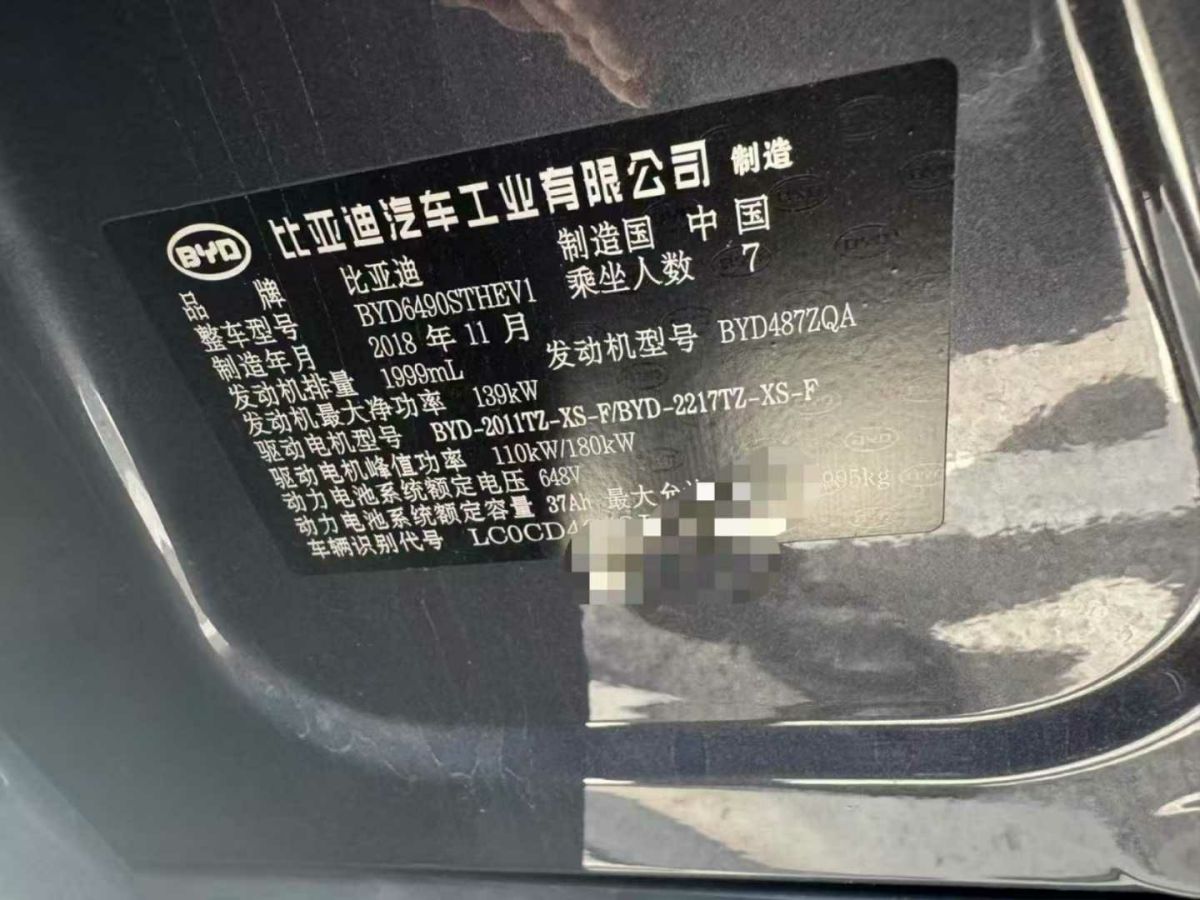 BYD 比亚迪汽车工业有限公司 制造
品 牌 比亚迪 制造国 中国
整车型号 BYD6490STHEV1 乘坐人数 7
制造年月 2018 年 11 月
发动机排量 1999mL 发动机型号 BYD487ZQA
发动机最大净功率 139kW
驱动电机型号 BYD-2011TZ-XS-F/BYD-2217TZ-XS-F
驱动电机峰值功率 110kW/180kW
动力电池系统额定电压 648V
动力电池系统额定容量 37Ah 最大允 995kg
车辆识别代号 LC0CD4